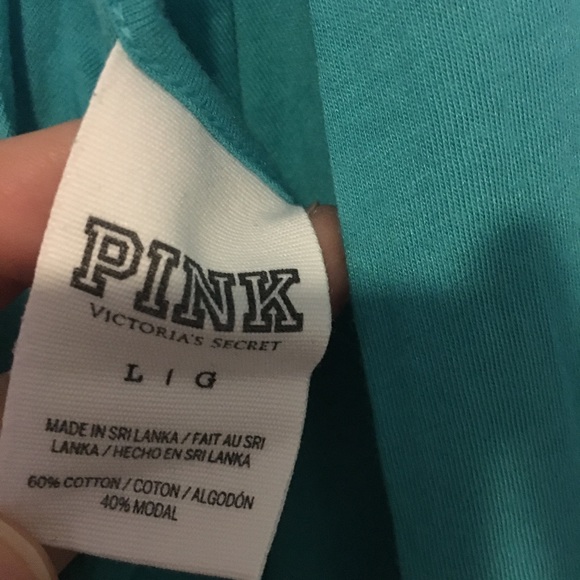 PINK
VICTORIA'S SECRET
L / G
MADE IN SRI LANKA / FAIT AU SRI
LANKA / HECHO EN SRI LANKA
60% COTTON / COTON / ALGODÓN
40% MODAL